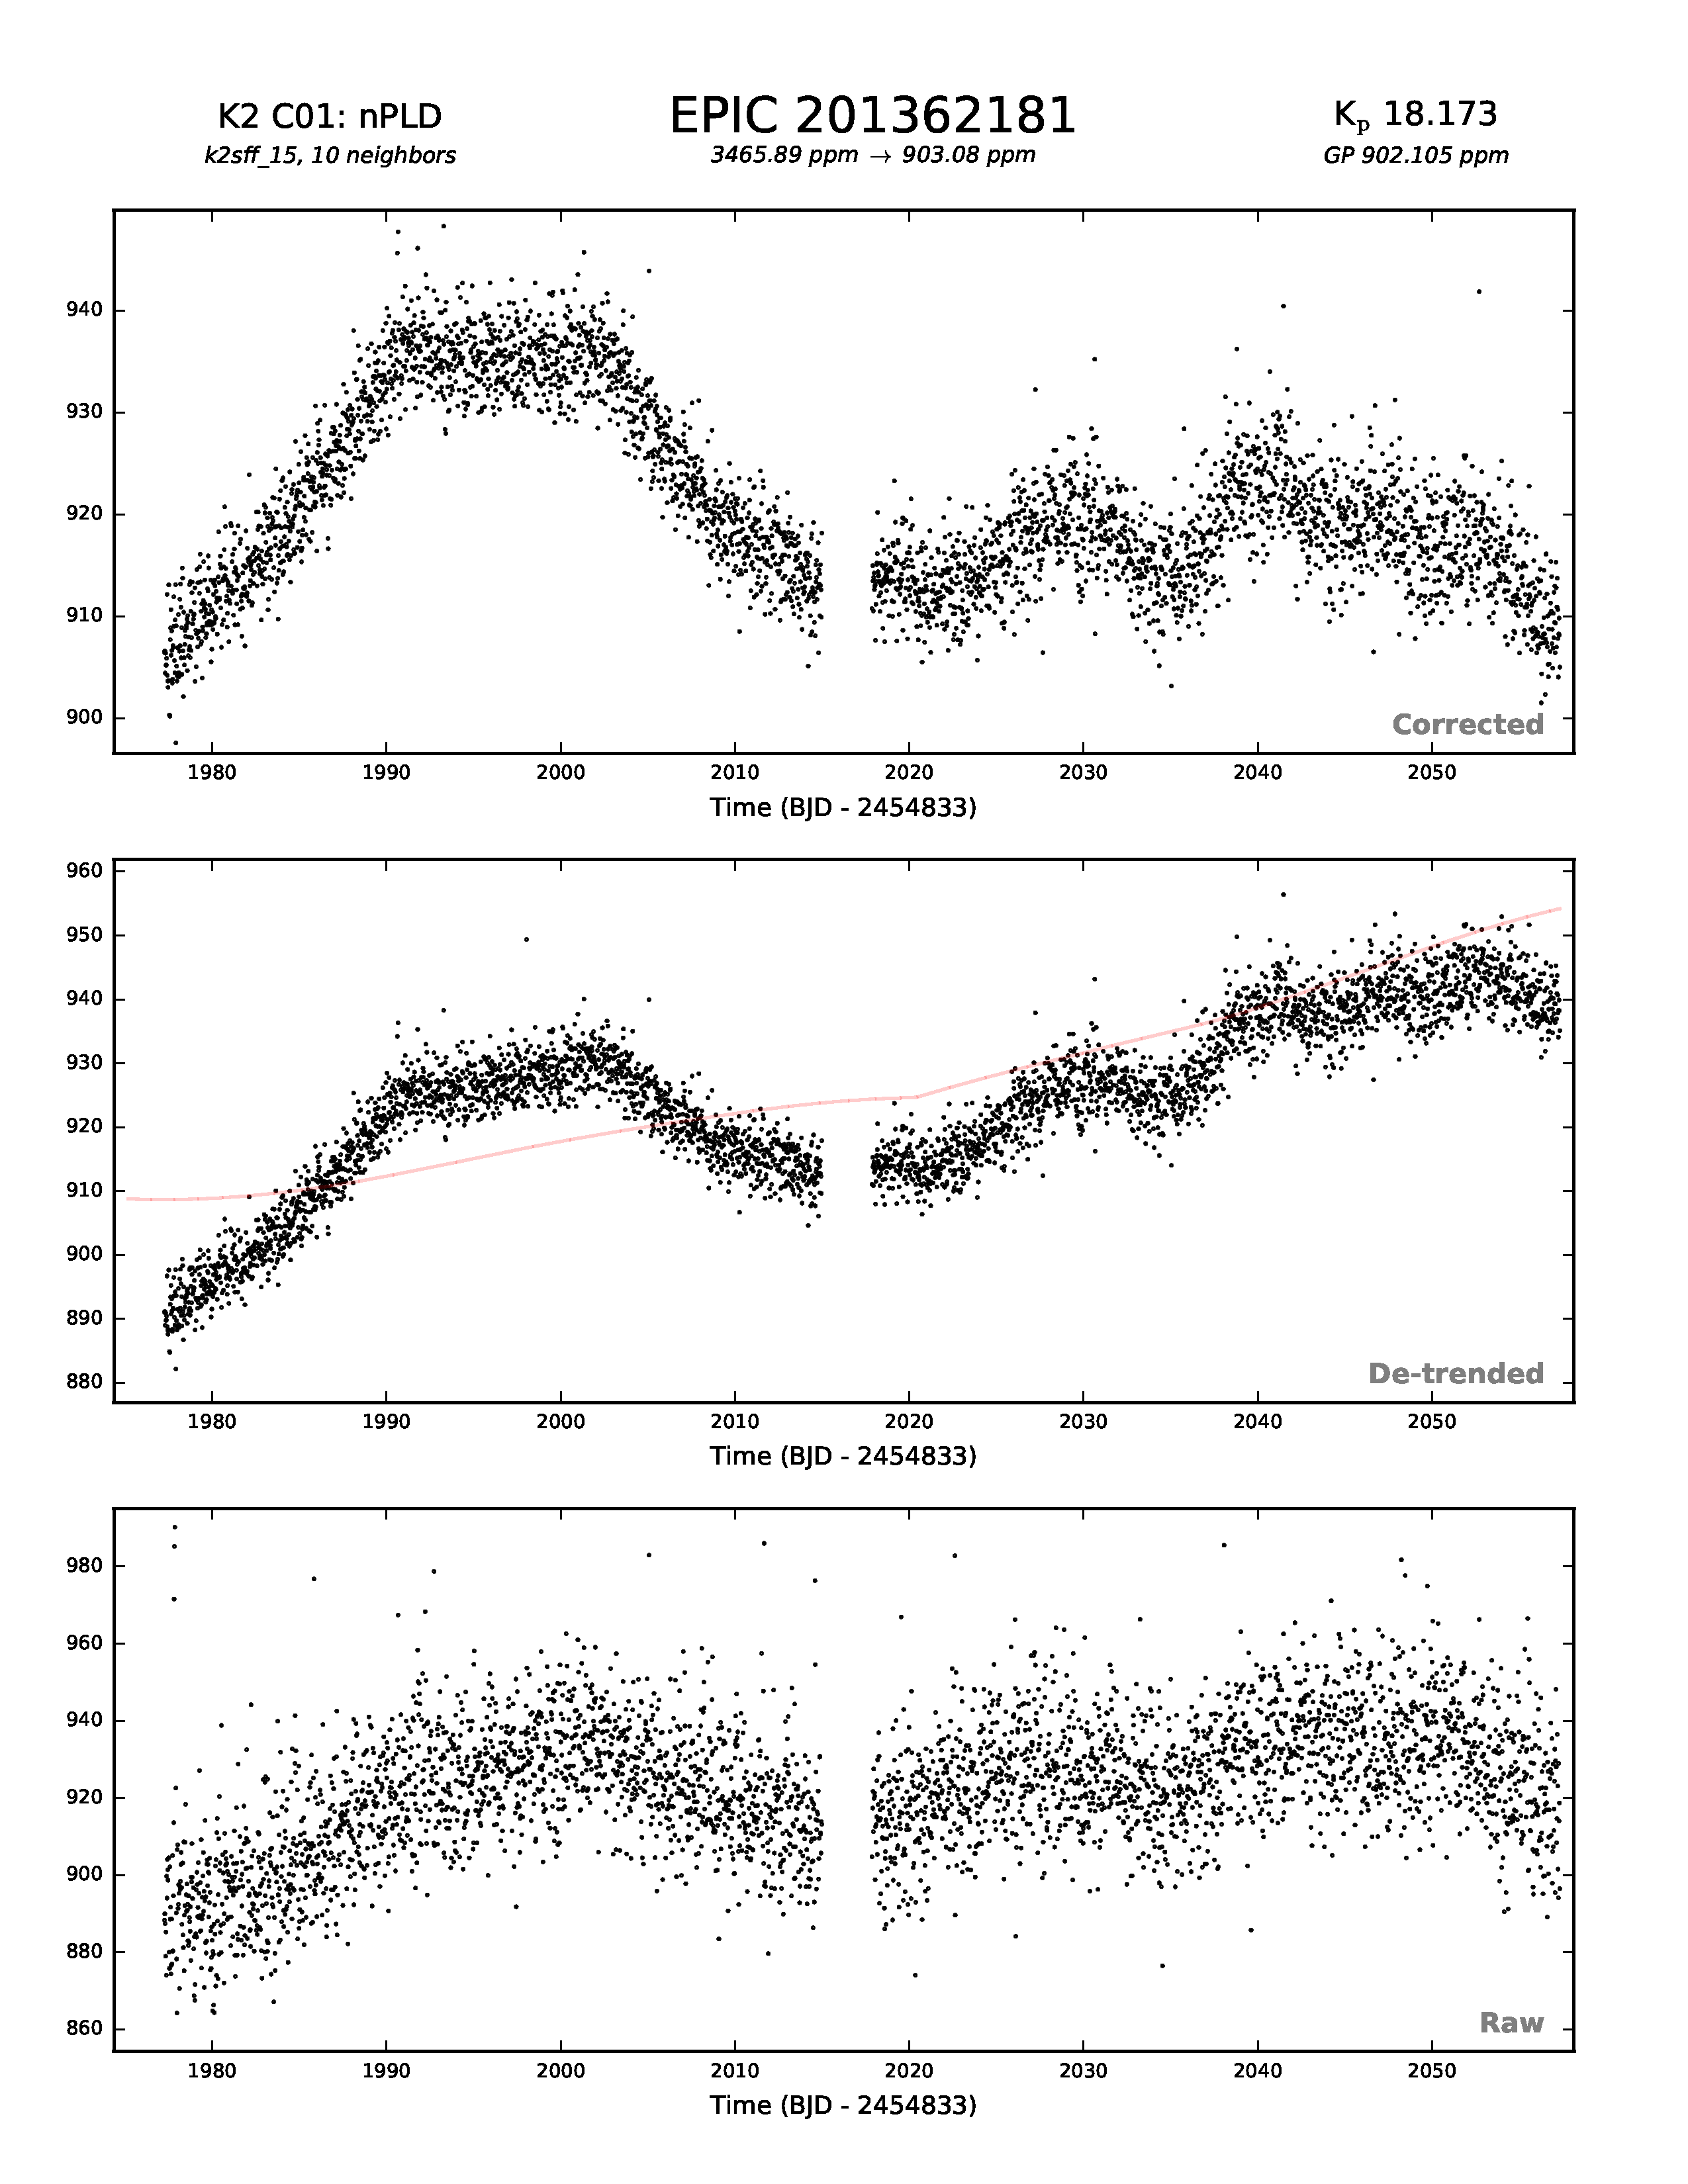 K2 C01: nPLD
k2sff_15, 10 neighbors
EPIC 201362181
3465.89 ppm → 903.08 ppm
Kp 18.173
GP 902.105 ppm
940
930
920
910
900
Corrected
1980 1990 2000 2010 2020 2030 2040 2050
Time (BJD - 2454833)
960
950
940
930
920
910
900
890
880
De-trended
1980 1990 2000 2010 2020 2030 2040 2050
Time (BJD - 2454833)
980
960
940
920
900
880
860
Raw
1980 1990 2000 2010 2020 2030 2040 2050
Time (BJD - 2454833)